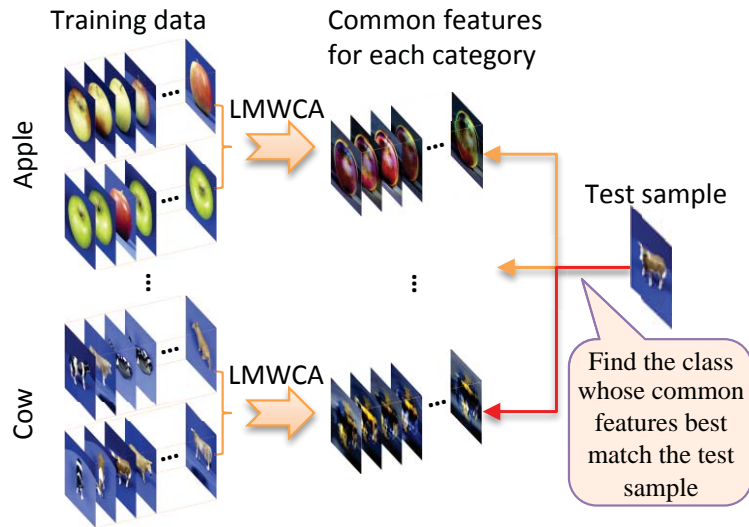 Training data
Common features
for each category
Apple
LMWCA
Test sample
Cow
LMWCA
Find the class
whose common
features best
match the test
sample